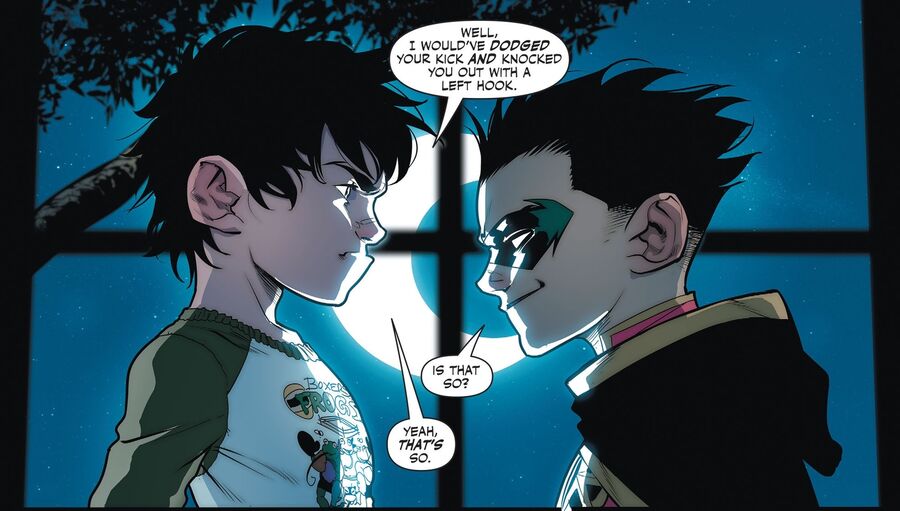 WELL,
I WOULD'VE DODGED
YOUR KICK AND KNOCKED
YOU OUT WITH A
LEFT HOOK.
IS THAT
SO?
YEAH,
THAT'S
SO.
BOXER
FROGS